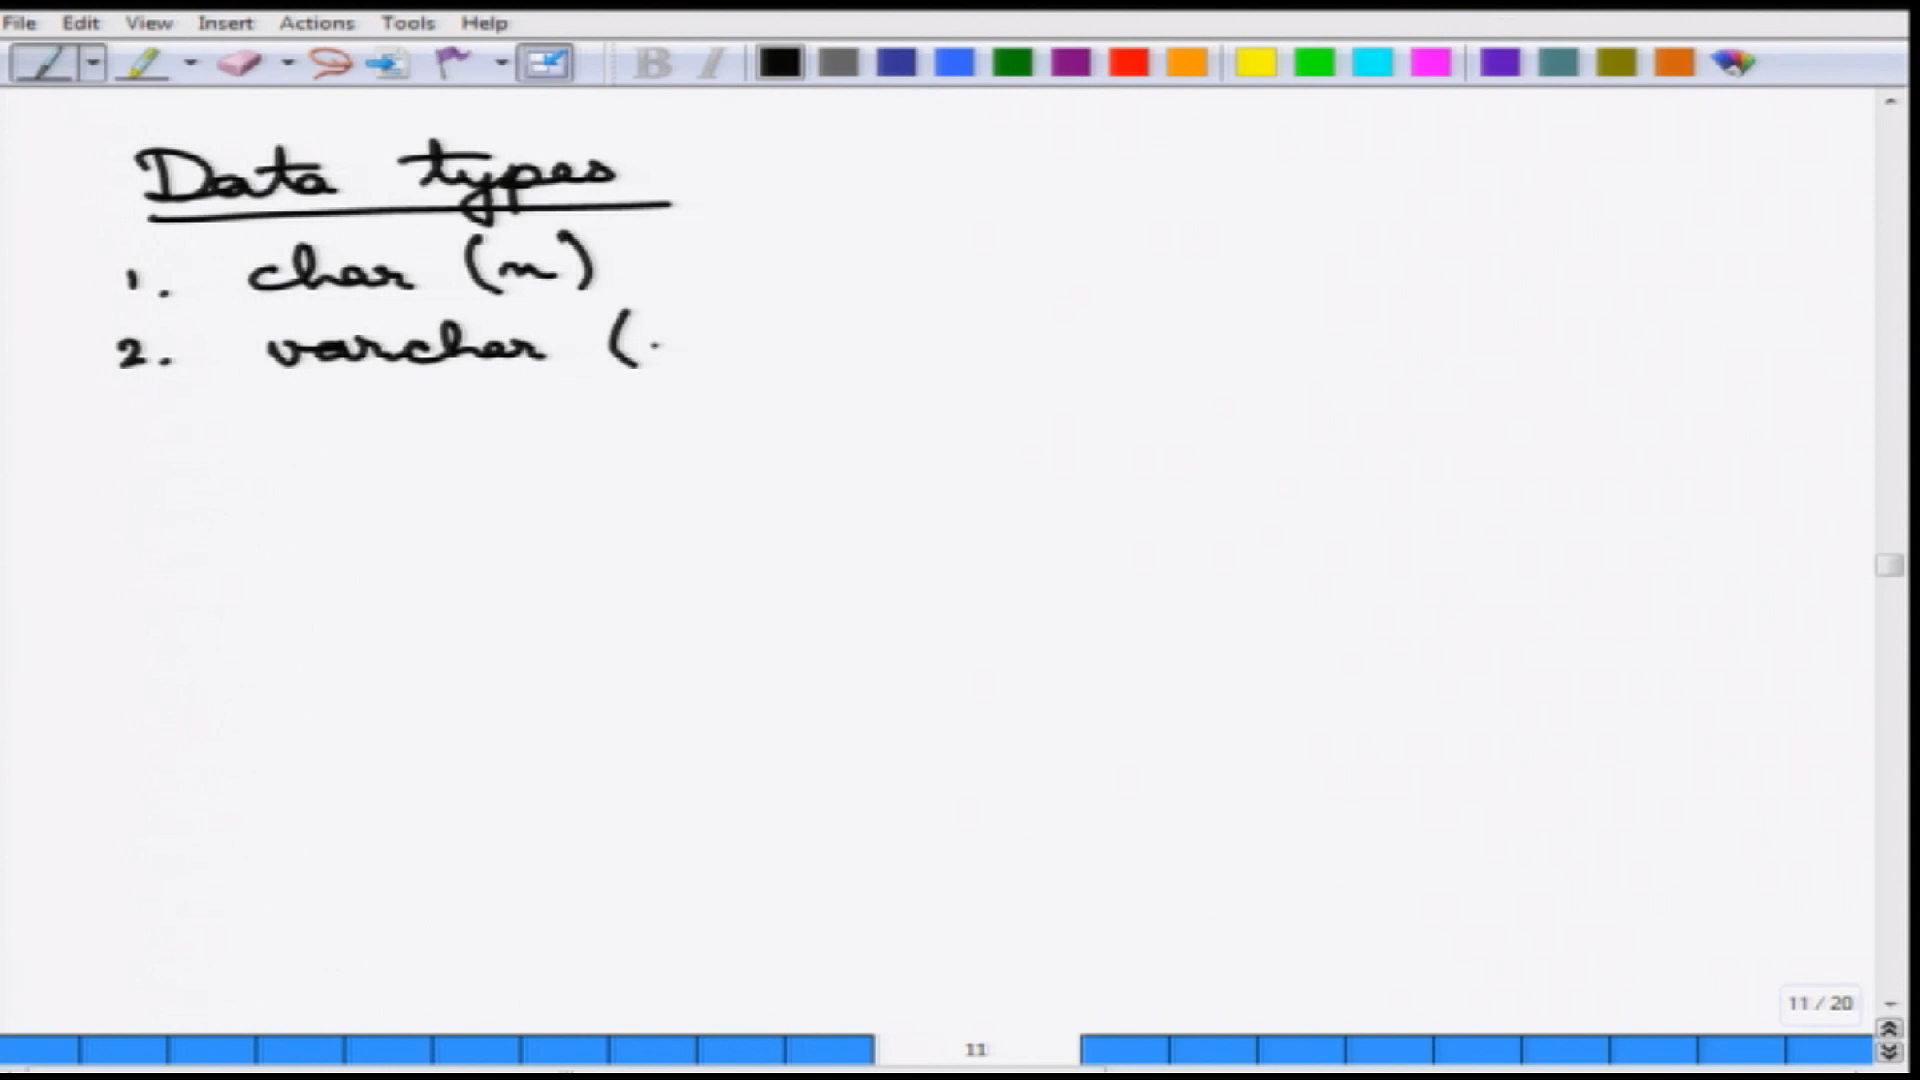 File Edit View Insert Actions Tools Help
B I
Data types
1. char (n)
2. varchar (
11 / 20
11